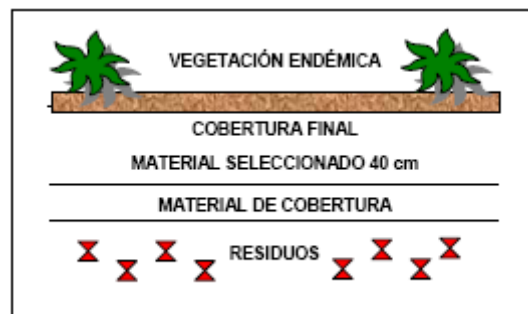 VEGETACIÓN ENDÉMICA
COBERTURA FINAL
MATERIAL SELECCIONADO 40 cm
MATERIAL DE COBERTURA
RESIDUOS